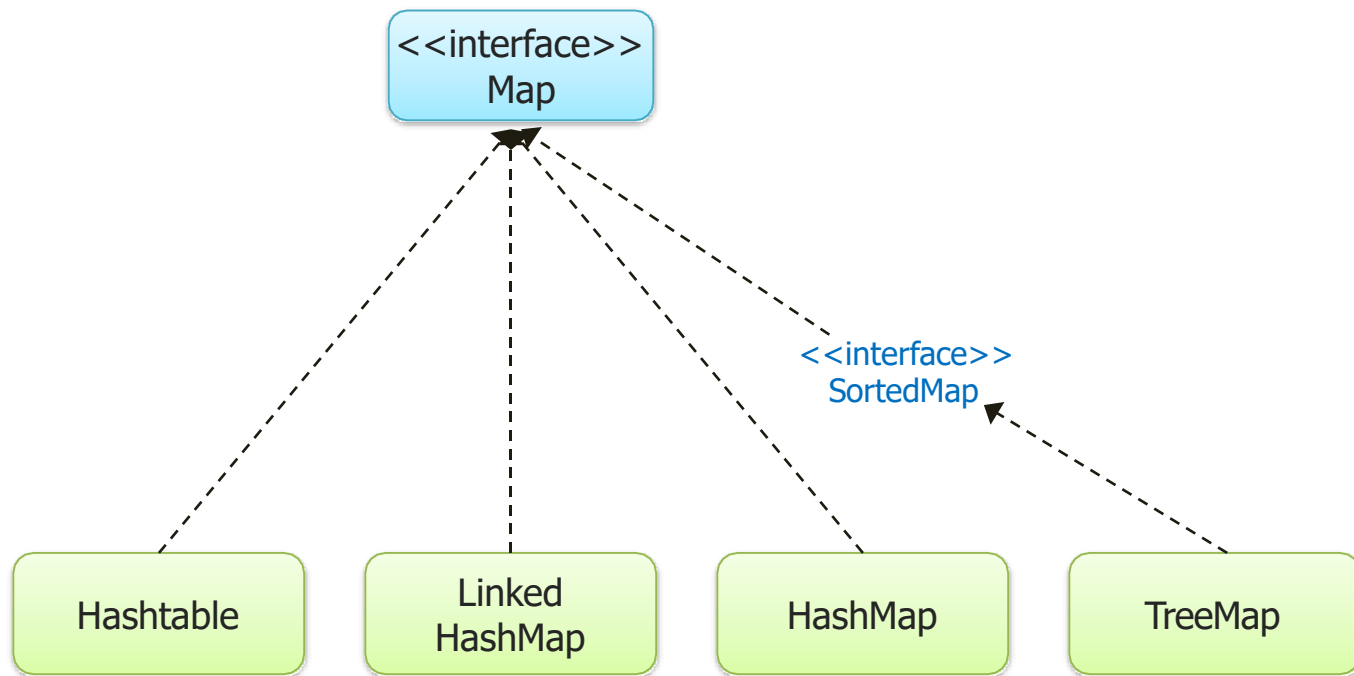 <<interface>>
Map
<<interface>>
SortedMap
Hashtable
Linked
HashMap
HashMap
TreeMap